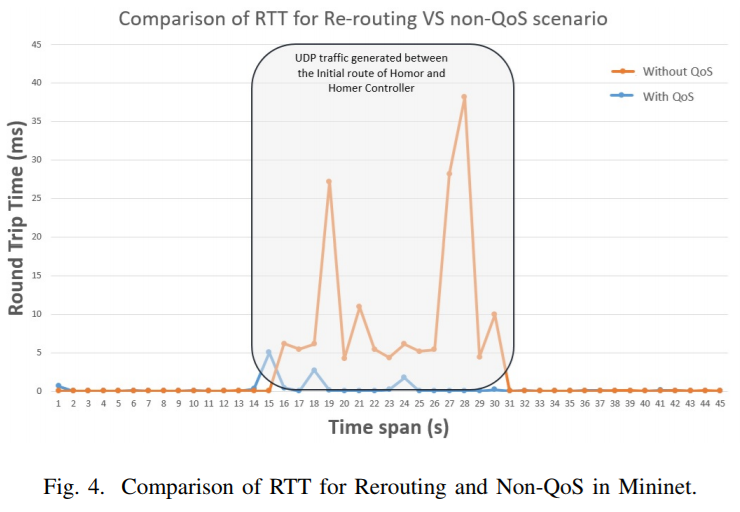 Comparison of RTT for Re-routing VS non-QoS scenario
45
40
35
30
25
20
15
10
5
0
Round Trip Time (ms)
UDP traffic generated between
the Initial route of Homor and
Homer Controller
Without QoS
With QoS
1 2 3 4 5 6 7 8 9 10 11 12 13 14 15 16 17 18 19 20 21 22 23 24 25 26 27 28 29 30 31 32 33 34 35 36 37 38 39 40 41 42 43 44 45
Time span (s)
Fig. 4. Comparison of RTT for Rerouting and Non-QoS in Mininet.